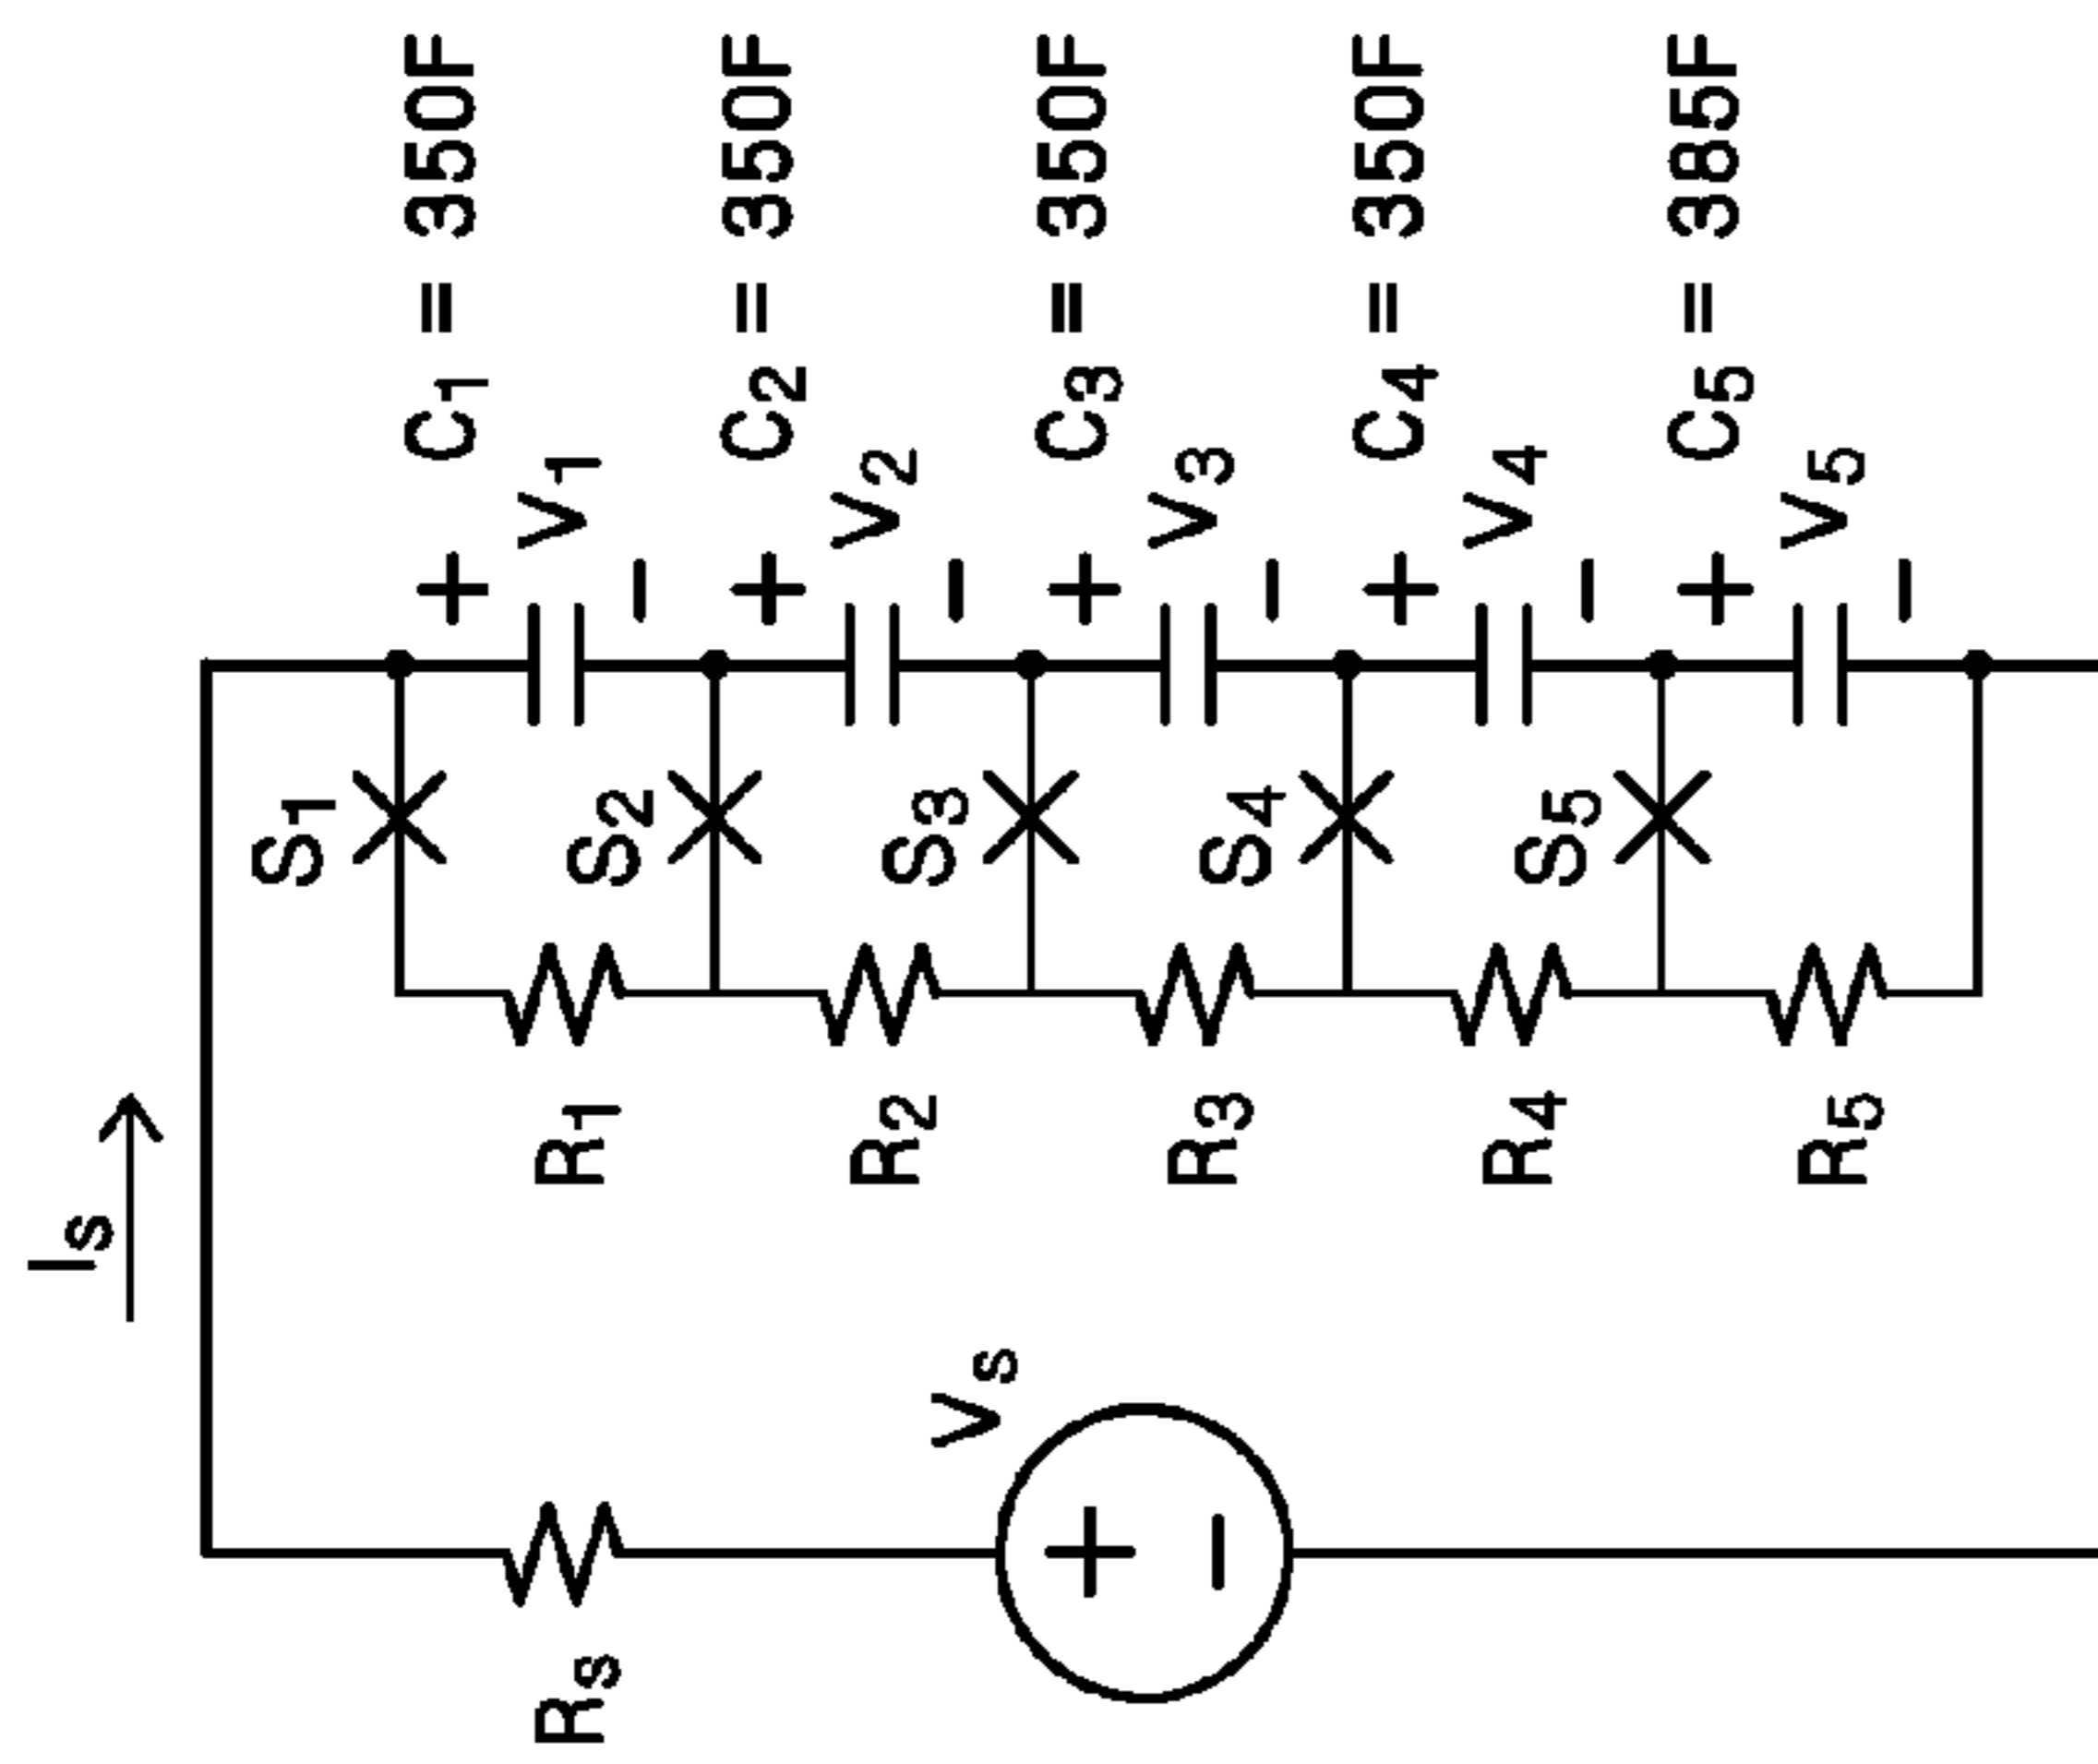 Is
S1
V1
C1 = 350F
R1
S2
V2
C2 = 350F
R2
S3
V3
C3 = 350F
R3
S4
V4
C4 = 350F
R4
S5
V5
C5 = 385F
R5
Rs
Vs